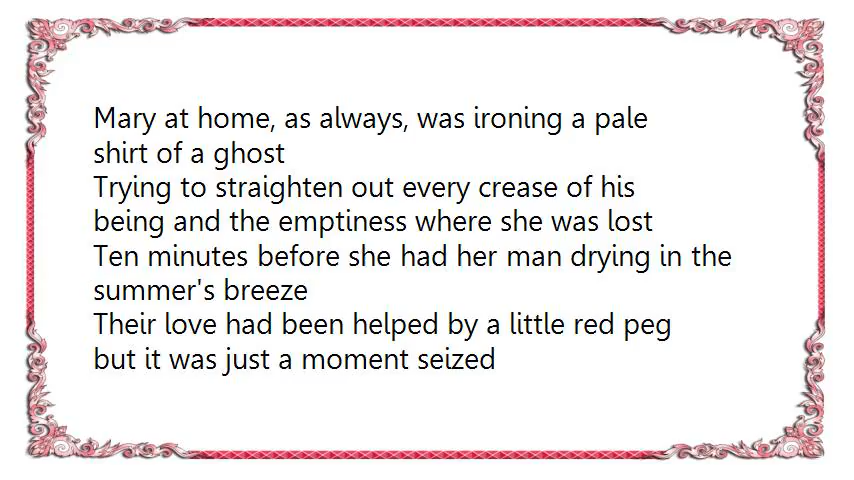 Mary at home, as always, was ironing a pale
shirt of a ghost
Trying to straighten out every crease of his
being and the emptiness where she was lost
Ten minutes before she had her man drying in the
summer's breeze
Their love had been helped by a little red peg
but it was just a moment seized